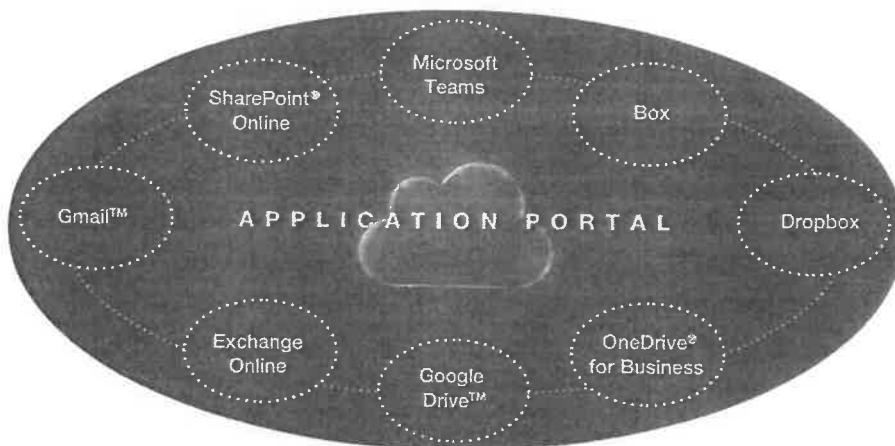 Microsoft
Teams
SharePoint®
Online
Box
Gmail™
APPLICATION PORTAL
Dropbox
Exchange
Online
Google
Drive™
OneDrive®
for Business